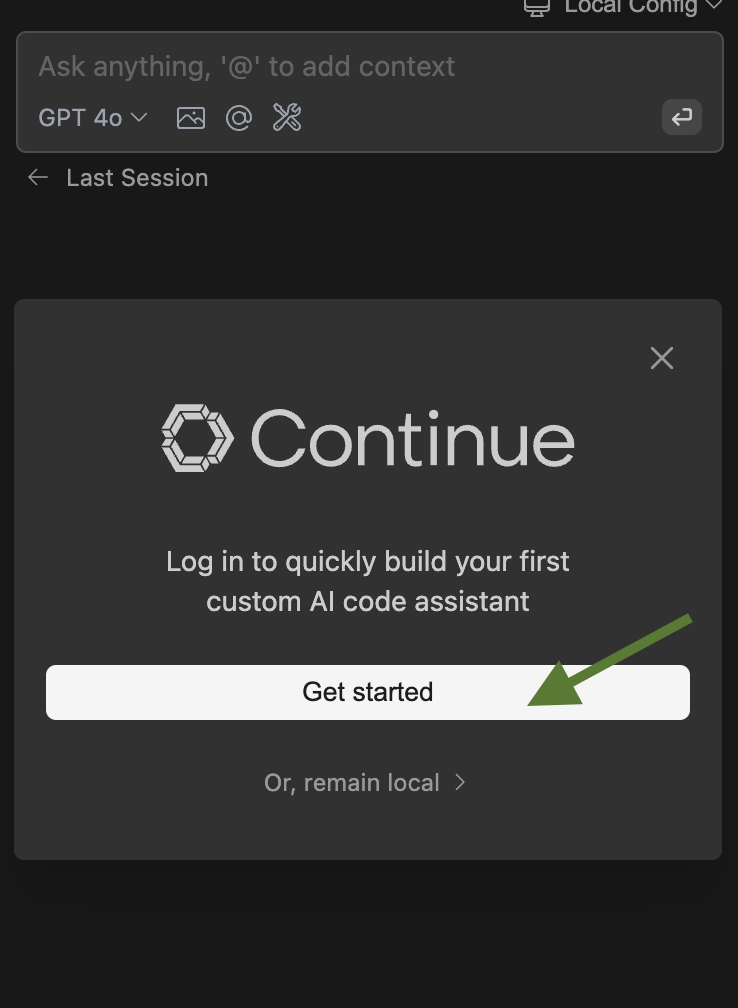 Local Config
Ask anything, '@' to add context
GPT 4o
Last Session
Continue
Log in to quickly build your first
custom AI code assistant
Get started
Or, remain local